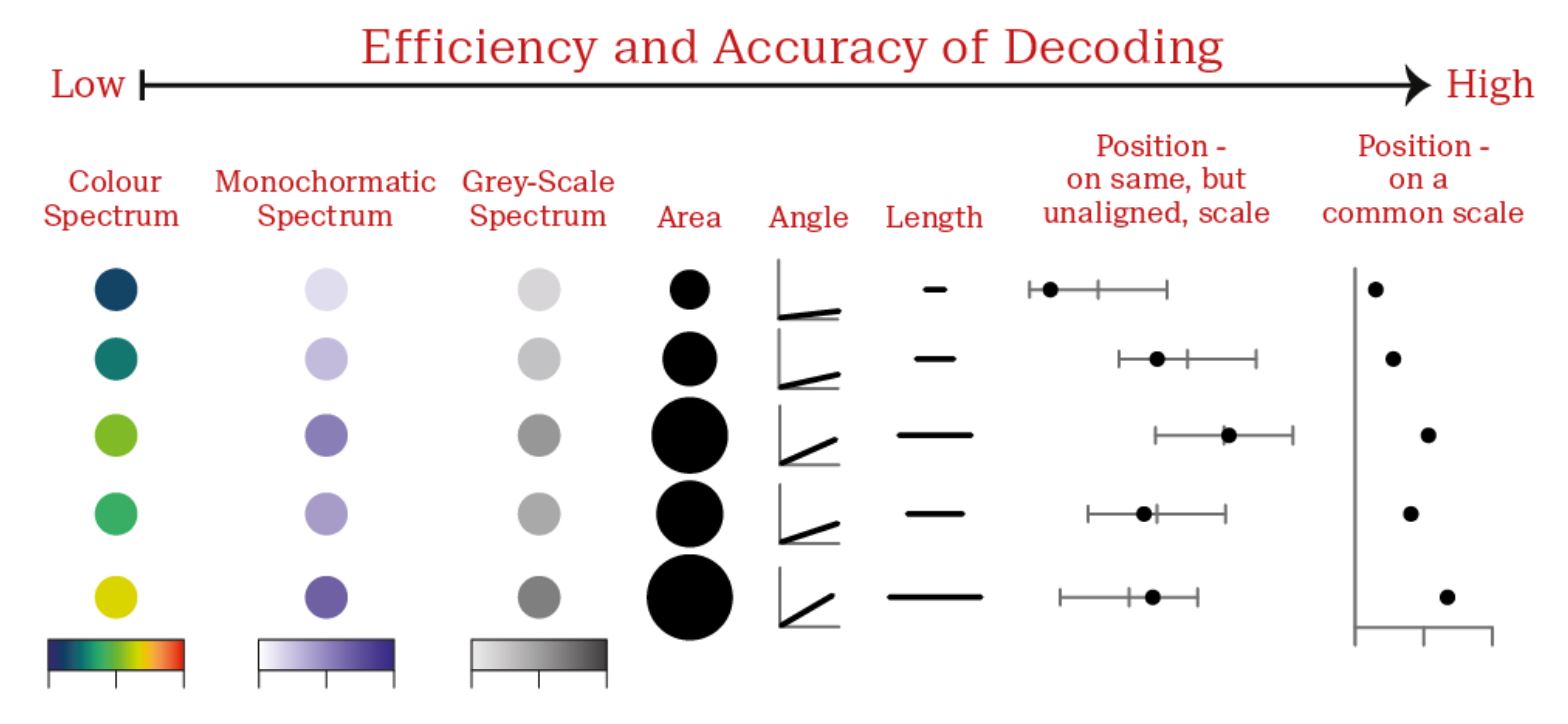 Efficiency and Accuracy of Decoding
Low
High
Colour
Spectrum
Monochormatic
Spectrum
Grey-Scale
Spectrum
Area
Angle
Length
Position -
on same, but
unaligned, scale
Position -
on a
common scale